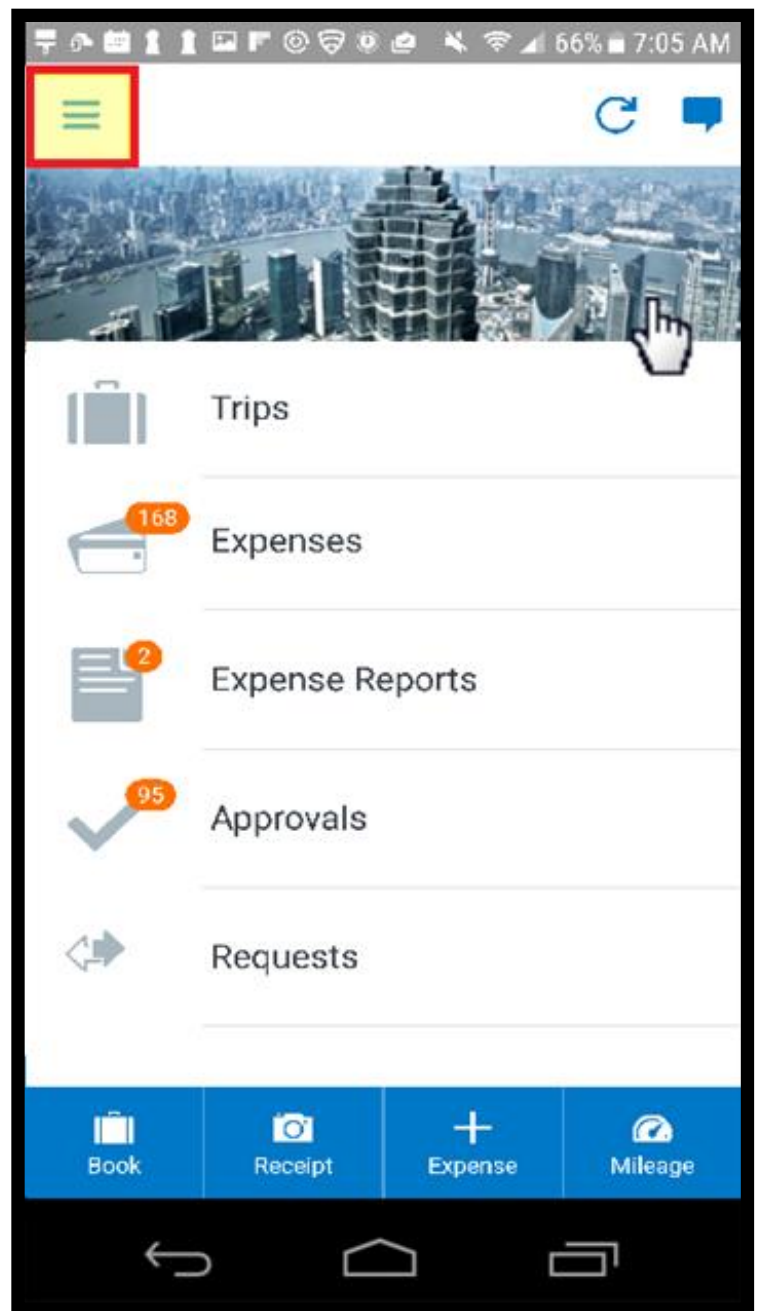 66% 7:05 AM
Trips
168
Expenses
2
Expense Reports
95
Approvals
Requests
Book Receipt Expense Mileage